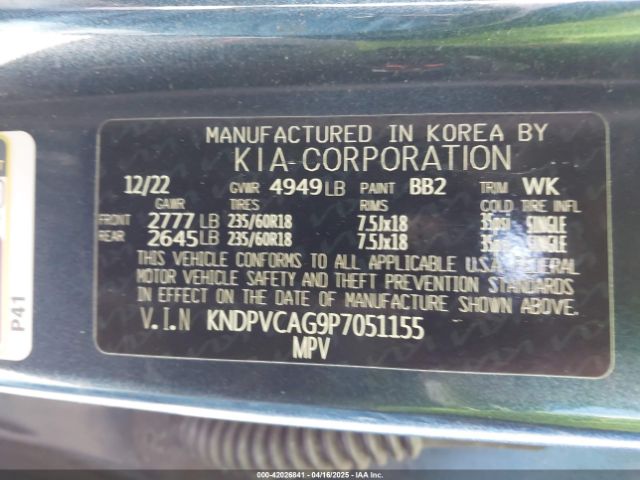 MANUFACTURED IN KOREA BY
KIA CORPORATION
12/22 GVWR 4949 LB PAINT BB2 TRIM WK
GAWR TIRES RIMS COLD TIRE INFL
FRONT 2777 LB 235/60R18 7.5Jx18 35psi SINGLE
REAR 2645 LB 235/60R18 7.5Jx18 35psi SINGLE
THIS VEHICLE CONFORMS TO ALL APPLICABLE U.S.A. FEDERAL
MOTOR VEHICLE SAFETY AND THEFT PREVENTION STANDARDS
IN EFFECT ON THE DATE OF MANUFACTURE SHOWN ABOVE.
V.I.N KNDPVCAG9P7051155
MPV
P41
000-42026841 - 04/16/2025 - IAA Inc.